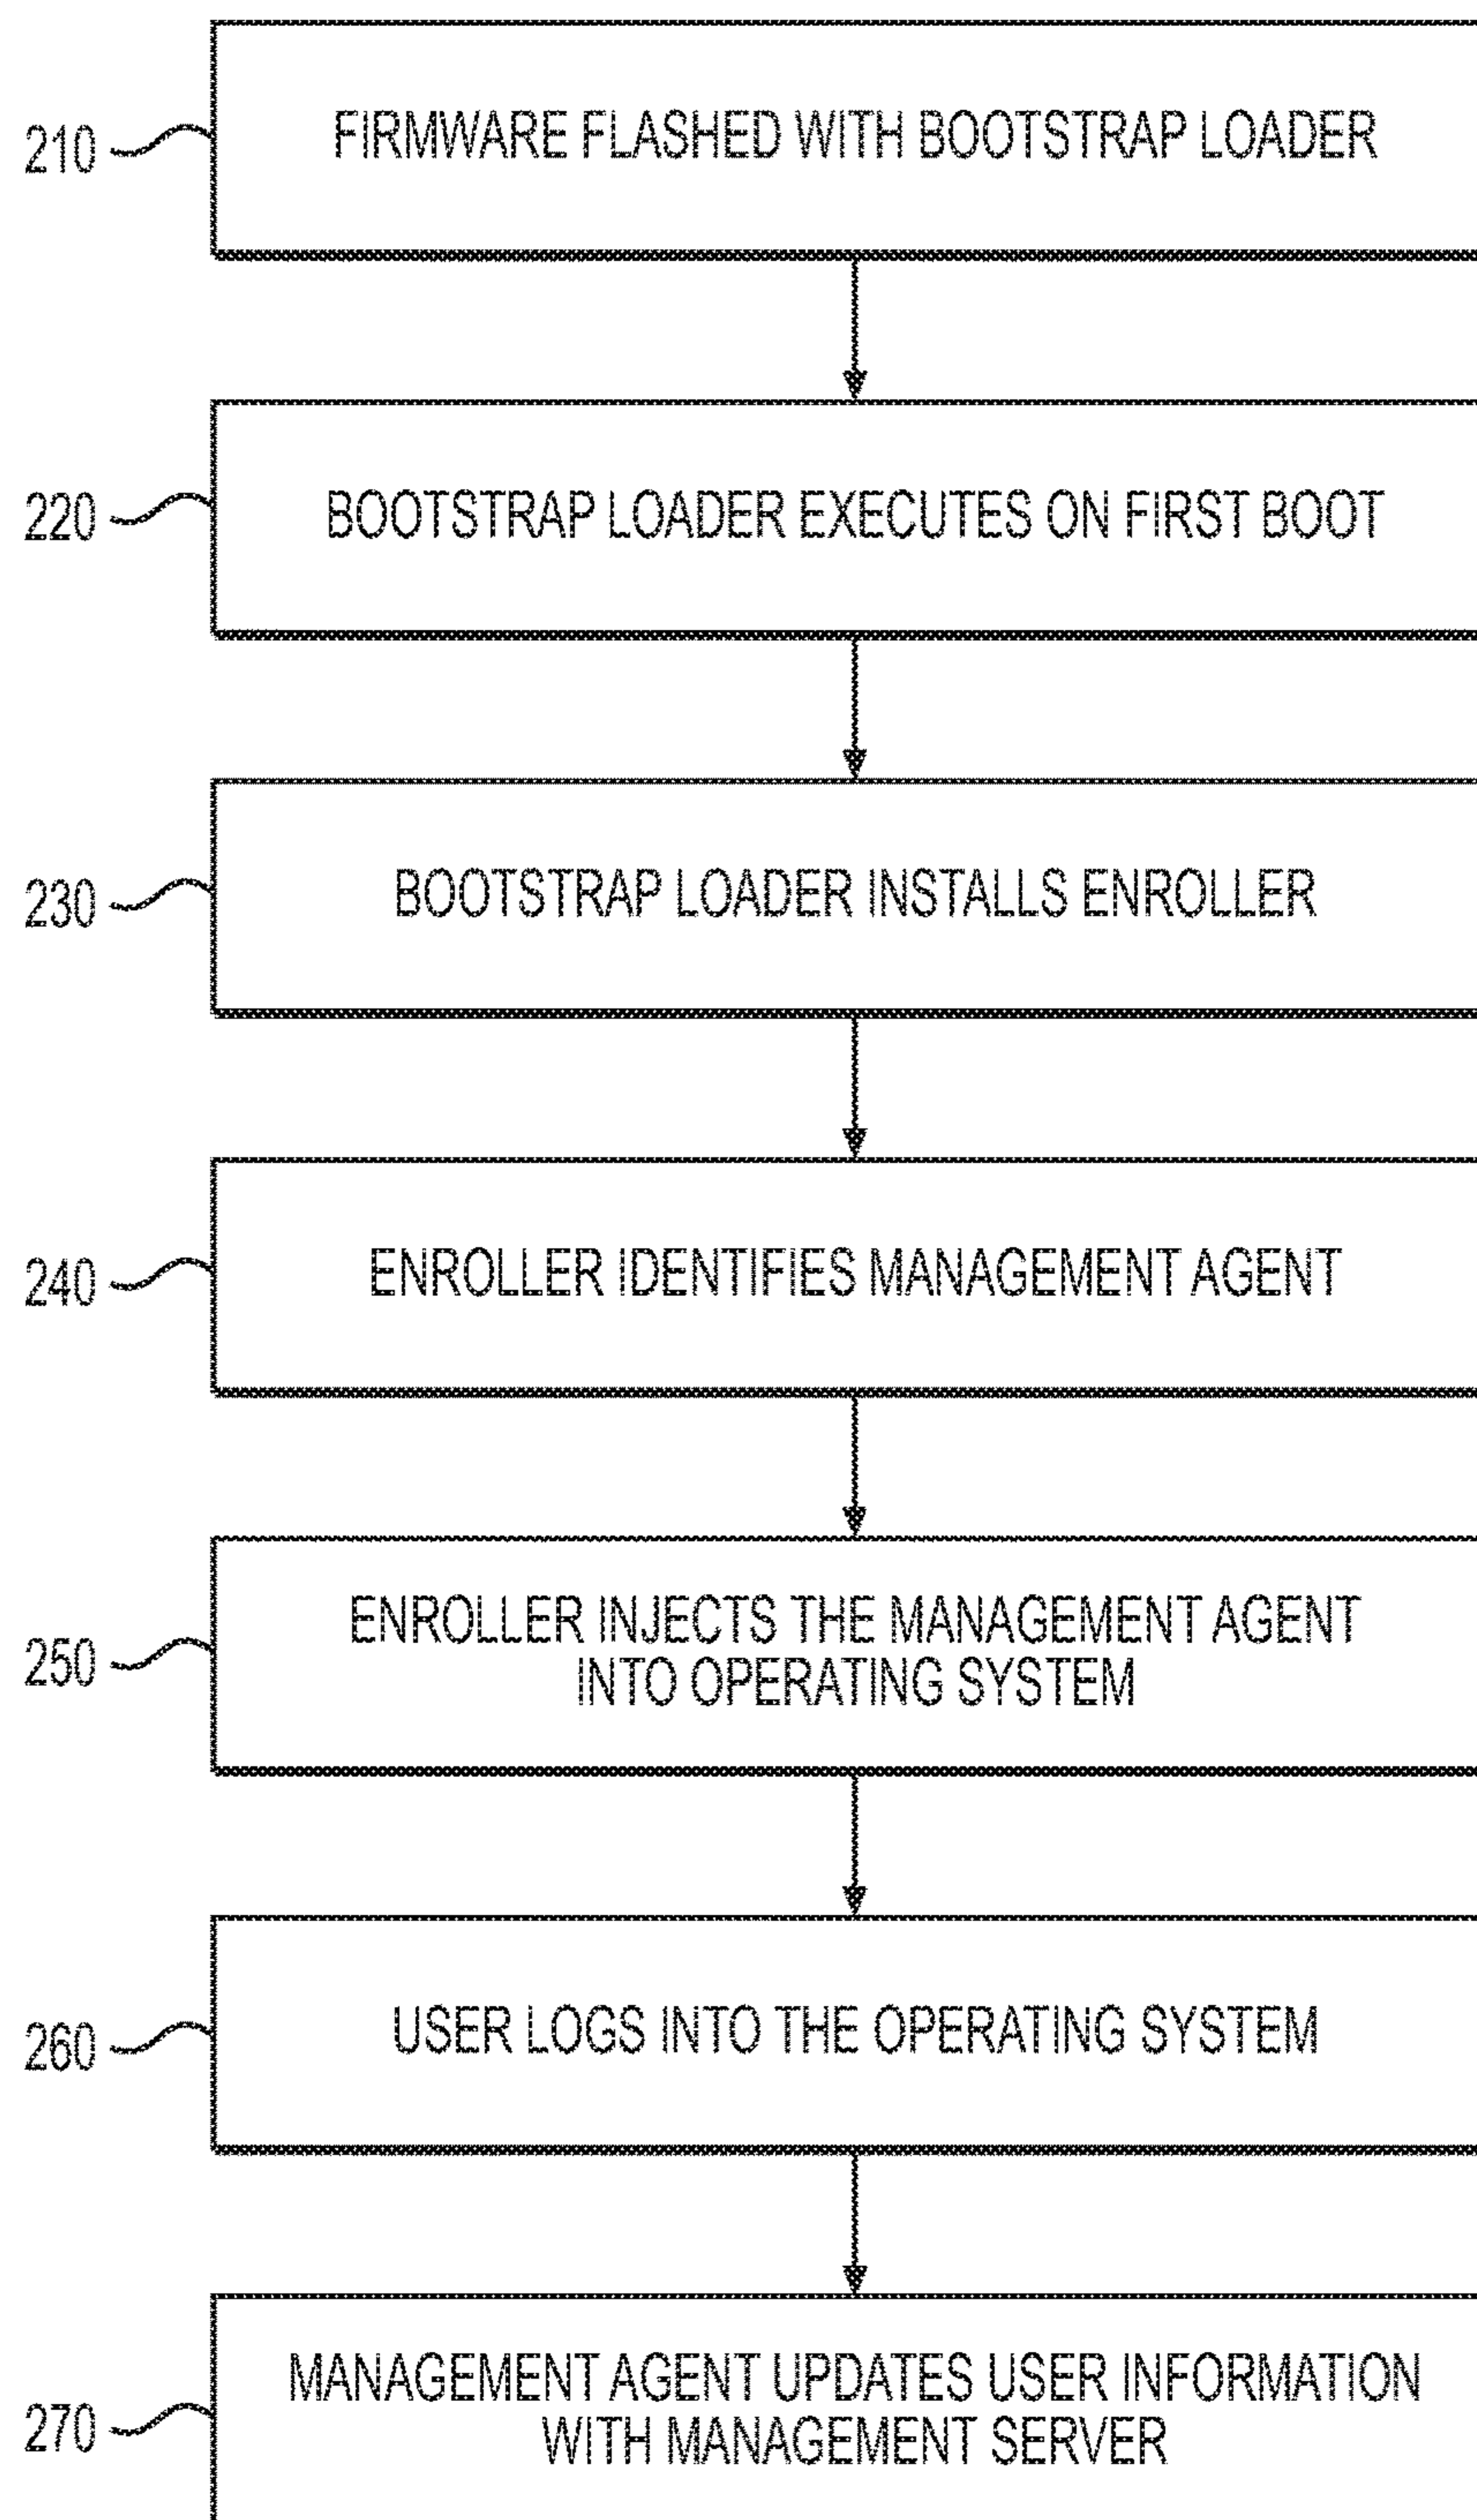 210
FIRMWARE FLASHED WITH BOOTSTRAP LOADER
220
BOOTSTRAP LOADER EXECUTES ON FIRST BOOT
230
BOOTSTRAP LOADER INSTALLS ENROLLER
240
ENROLLER IDENTIFIES MANAGEMENT AGENT
250
ENROLLER INJECTS THE MANAGEMENT AGENT
INTO OPERATING SYSTEM
260
USER LOGS INTO THE OPERATING SYSTEM
270
MANAGEMENT AGENT UPDATES USER INFORMATION
WITH MANAGEMENT SERVER